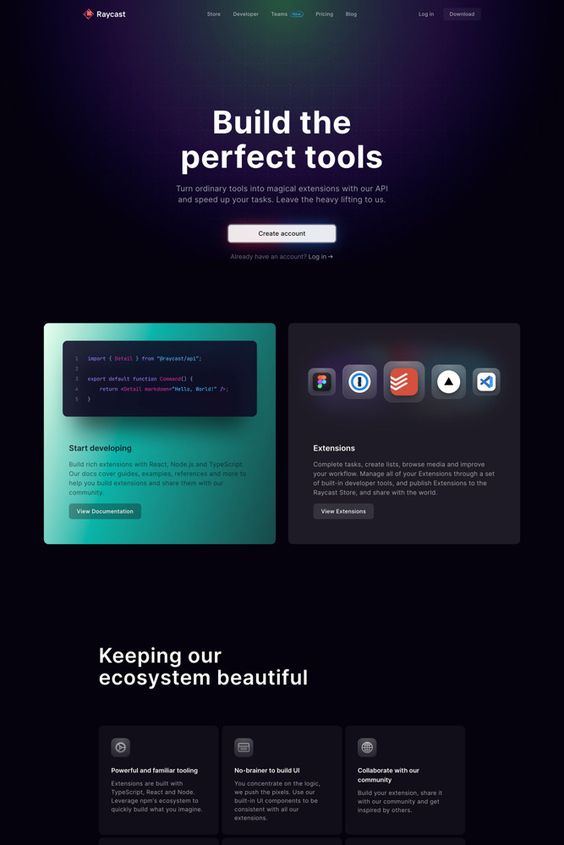 Raycast
Store Developer Teams New Pricing Blog
Log in Download
Build the
perfect tools
Turn ordinary tools into magical extensions with our API
and speed up your tasks. Leave the heavy lifting to us.
Create account
Already have an account? Log in →
1 import { Detail } from "@raycast/api";
2
3 export default function Command() {
4 return <Detail markdown="Hello, World!" />;
5 }
Start developing
Build rich extensions with React, Node.js and TypeScript.
Our docs cover guides, examples, references and more to
help you build extensions and share them with our
community.
View Documentation
Extensions
Complete tasks, create lists, browse media and improve
your workflow. Manage all of your Extensions through a set
of built-in developer tools, and publish Extensions to the
Raycast Store, and share with the world.
View Extensions
Keeping our
ecosystem beautiful
Powerful and familiar tooling
Extensions are built with
TypeScript, React and Node.
Leverage npm's ecosystem to
quickly build what you imagine.
No-brainer to build UI
You concentrate on the logic,
we push the pixels. Use our
built-in UI components to be
consistent with all our
extensions.
Collaborate with our
community
Build your extension, share it
with our community and get
inspired by others.